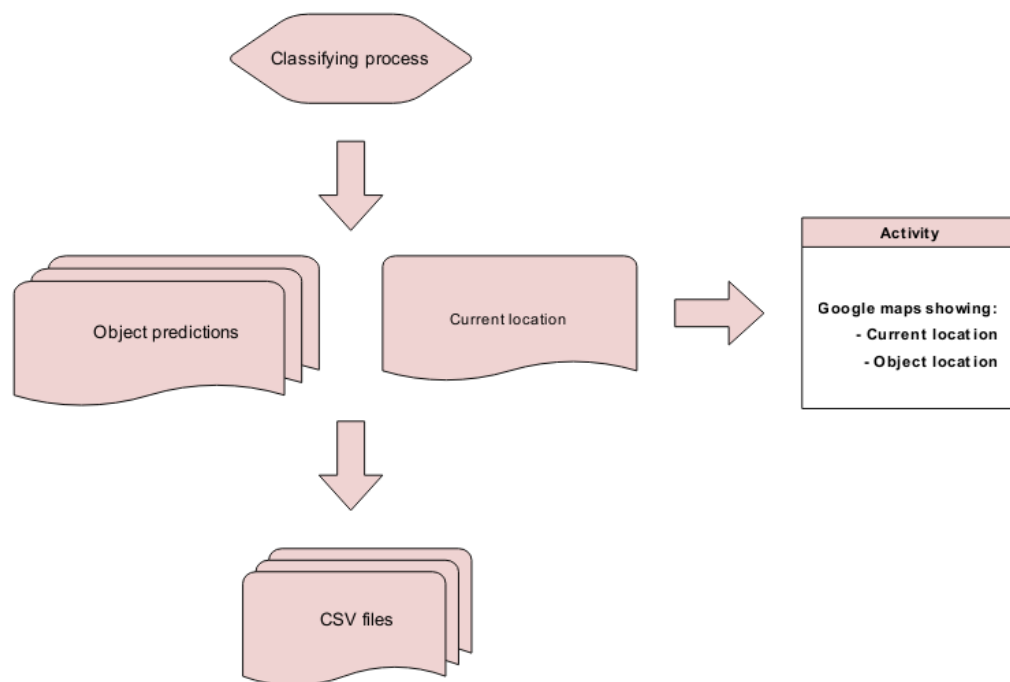 Classifying process
Object predictions
Current location
Activity
Google maps showing:
- Current location
- Object location
CSV files